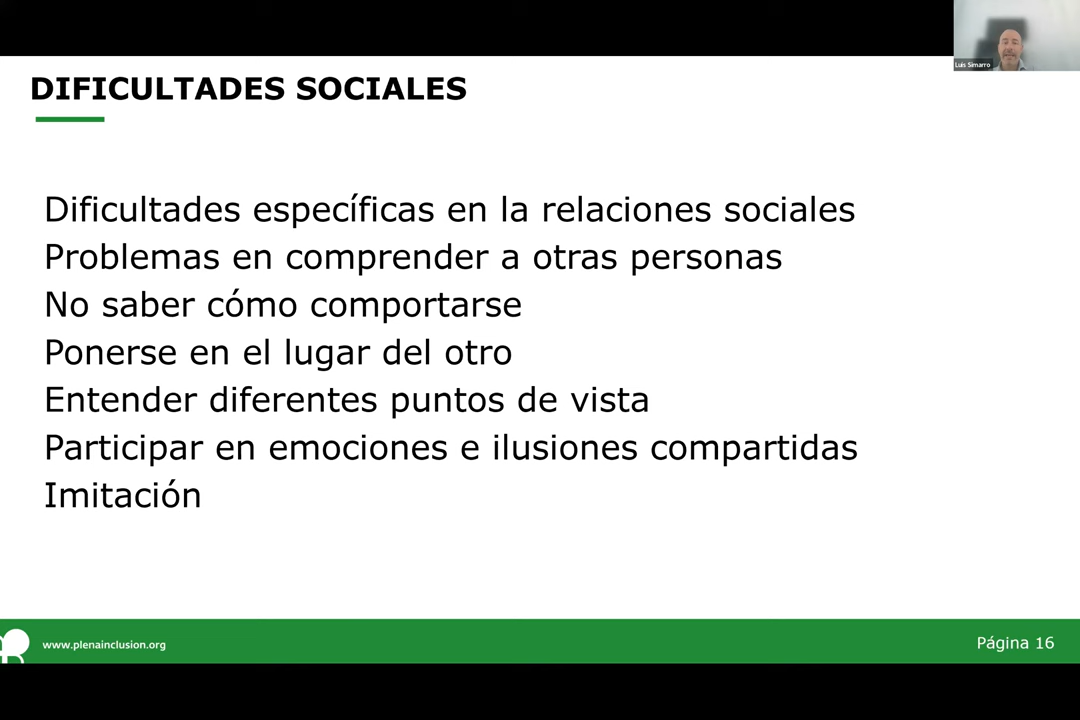 Luis Simarro
DIFICULTADES SOCIALES
Dificultades específicas en la relaciones sociales
Problemas en comprender a otras personas
No saber cómo comportarse
Ponerse en el lugar del otro
Entender diferentes puntos de vista
Participar en emociones e ilusiones compartidas
Imitación
www.plenainclusion.org
Página 16